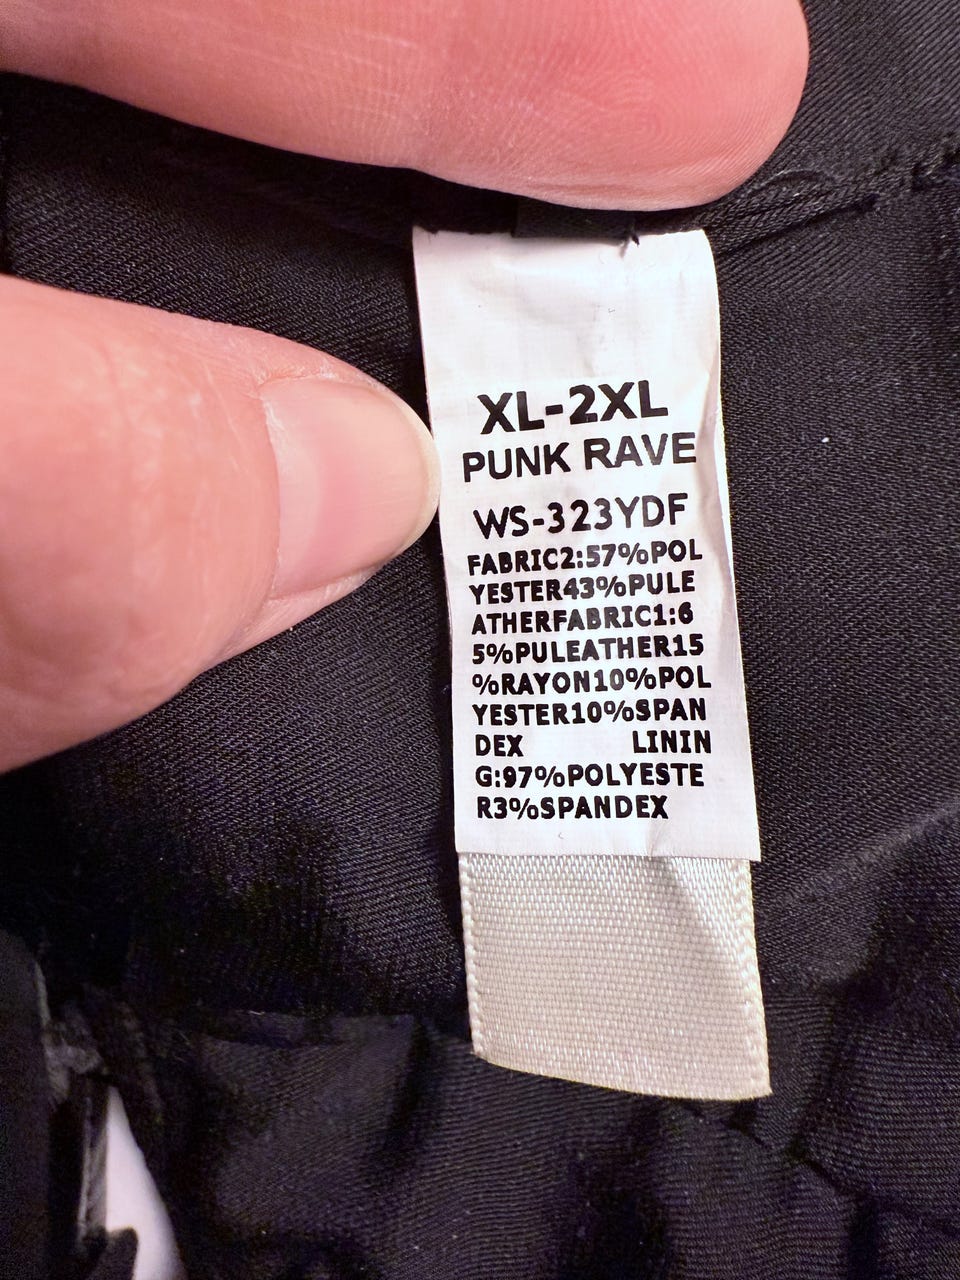 XL-2XL
PUNK RAVE
WS-323YDF
FABRIC2:57%POL
YESTER43%PULE
ATHERFABRIC1:6
5%PULEATHER15
%RAYON10%POL
YESTER10%SPAN
DEX LININ
G:97%POLYESTE
R3%SPANDEX